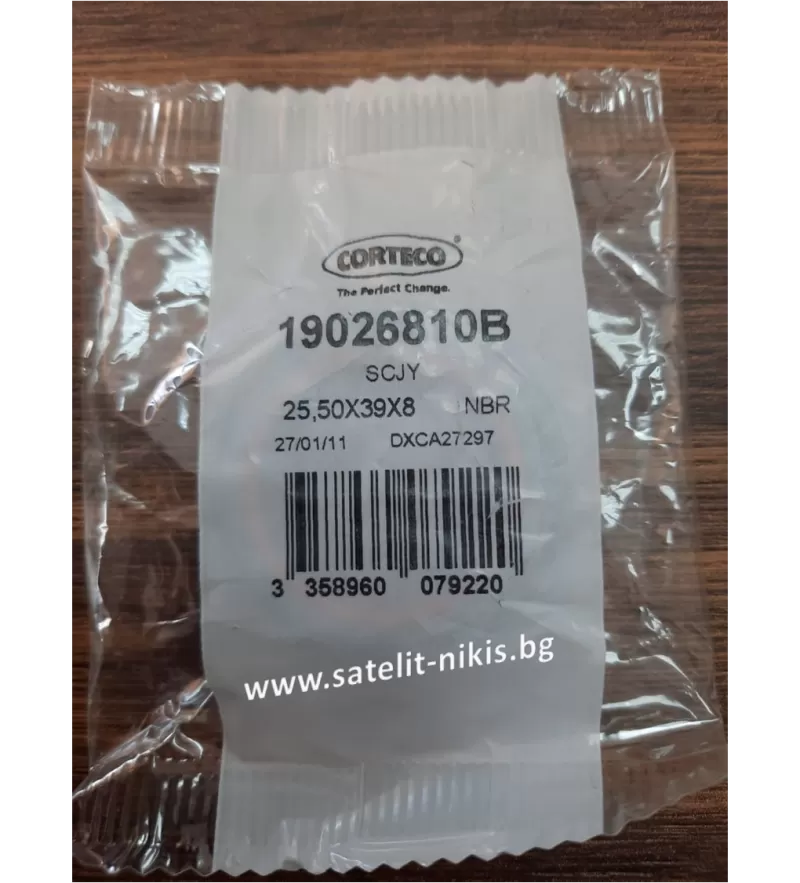 CORTECO®
The Perfect Change.
19026810B
SCJY
25,50X39X8 NBR
27/01/11 DXCA27297
3 358960 079220
www.satelit-nikis.bg